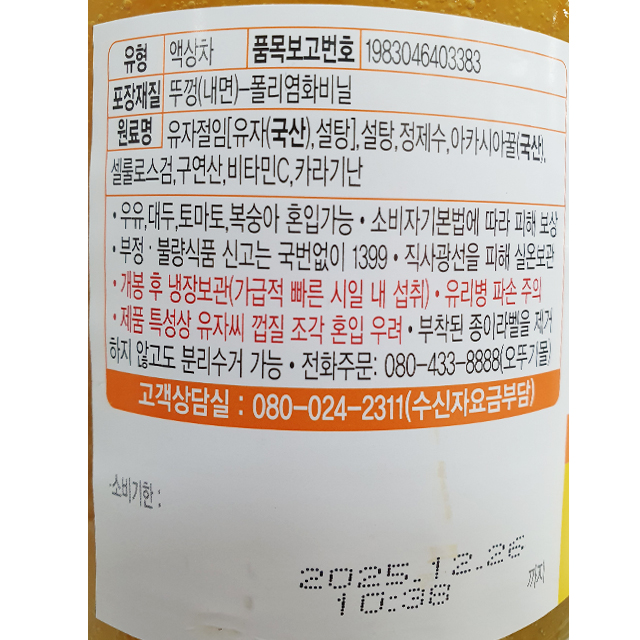 유형 액상차 품목보고번호 1983046403383
포장재질 뚜껑(내면)-폴리염화비닐
원료명 유자절임[유자(국산),설탕],설탕,정제수,아카시아꿀(국산),
셀룰로스검,구연산,비타민C,카라기난
• 우유,대두,토마토,복숭아 혼입가능 • 소비자기본법에 따라 피해 보상
• 부정·불량식품 신고는 국번없이 1399 • 직사광선을 피해 실온보관
• 개봉 후 냉장보관(가급적 빠른 시일 내 섭취) • 유리병 파손 주의
• 제품 특성상 유자씨 껍질 조각 혼입 우려 • 부착된 종이라벨을 제거
하지 않고도 분리수거 가능 • 전화주문: 080-433-8888(오뚜기몰)
고객상담실 : 080-024-2311(수신자요금부담)
·소비기한 :
2025.12.26
10:38 까지